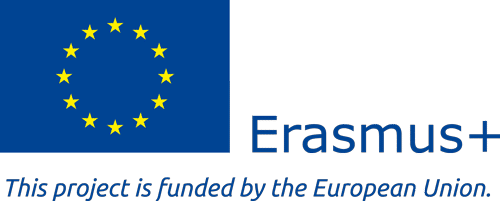 Erasmus+
This project is funded by the European Union.